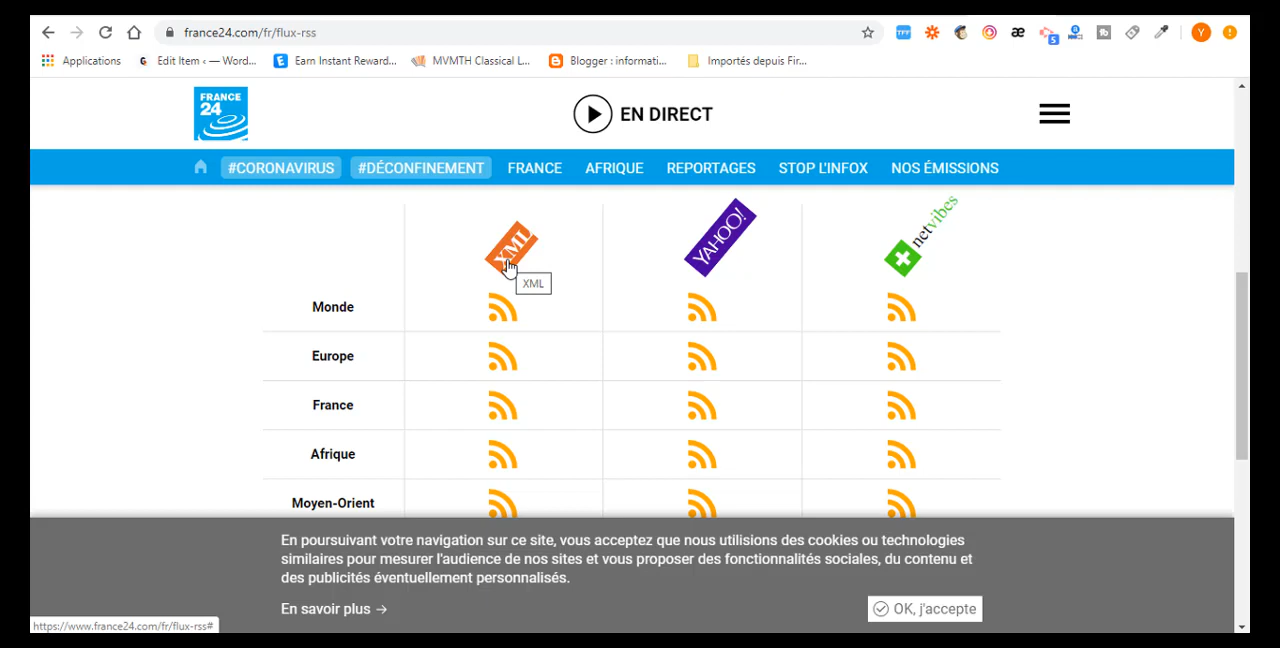 france24.com/fr/flux-rss
TFF
æ
S
Y
Applications
G
Edit Item ‹ — Word...
E
Earn Instant Reward...
MVMTH Classical L...
Blogger : informati...
Importés depuis Fir...
FRANCE
24
EN DIRECT
#CORONAVIRUS
#DÉCONFINEMENT
FRANCE
AFRIQUE
REPORTAGES
STOP L'INFOX
NOS ÉMISSIONS
XML
YAHOO!
netvibes
XML
Monde
Europe
France
Afrique
Moyen-Orient
En poursuivant votre navigation sur ce site, vous acceptez que nous utilisions des cookies ou technologies
similaires pour mesurer l'audience de nos sites et vous proposer des fonctionnalités sociales, du contenu et
des publicités éventuellement personnalisés.
En savoir plus →
OK, j'accepte
https://www.france24.com/fr/flux-rss#